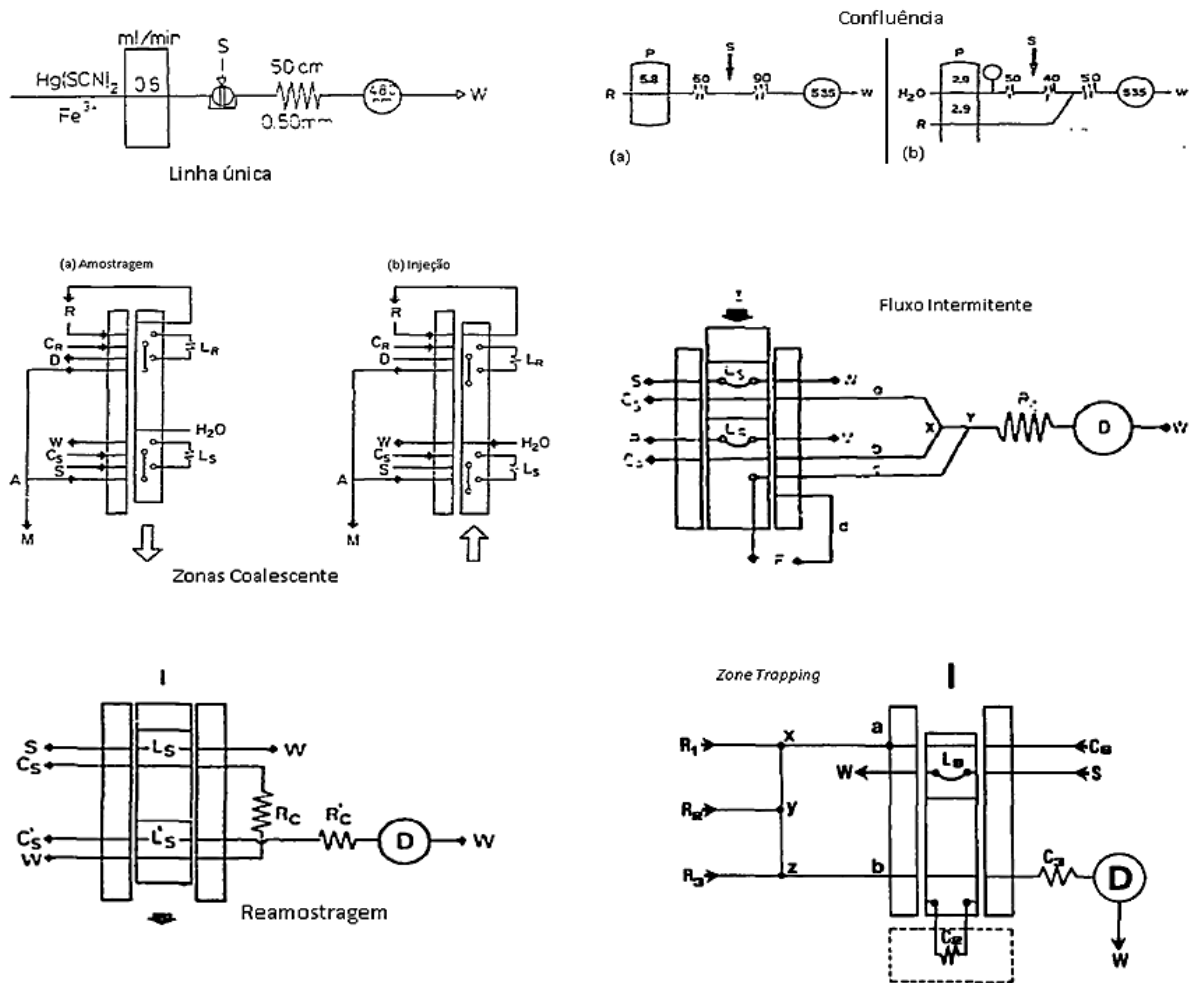 ml/min
S
50 cm
Hg(SCN)2
W
Fe3+
0.50mm
Linha única
Confluência
P
S
5.8
60
90
R
535
W
(a)
P
S
2.9
50
40
50
H₂O
535
W
2.9
R
(b)
(a) Amostragem
R
CR
D
LR
W
H₂O
CS
LS
S
A
M
(b) Injeção
R
CR
D
LR
W
H₂O
CS
LS
S
A
M
Zonas Coalescente
Fluxo Intermitente
S
LS
CS
X
Y
D
W
d
I
S
LS
W
CS
RC
R'C
C'S
L'S
D
W
W
Reamostragem
Zone Trapping
I
R1
x
a
W
S
R2
y
R3
z
b
D
W